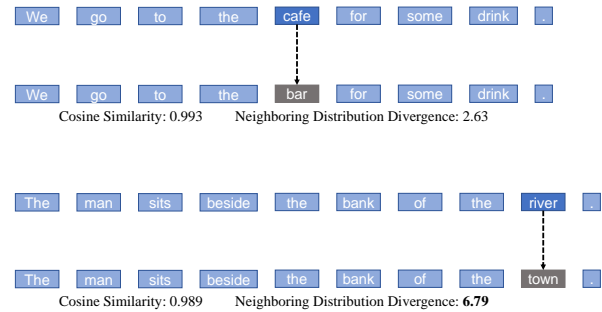 We go to the cafe for some drink .
We go to the bar for some drink .
Cosine Similarity: 0.993 Neighboring Distribution Divergence: 2.63
The man sits beside the bank of the river .
The man sits beside the bank of the town .
Cosine Similarity: 0.989 Neighboring Distribution Divergence: 6.79